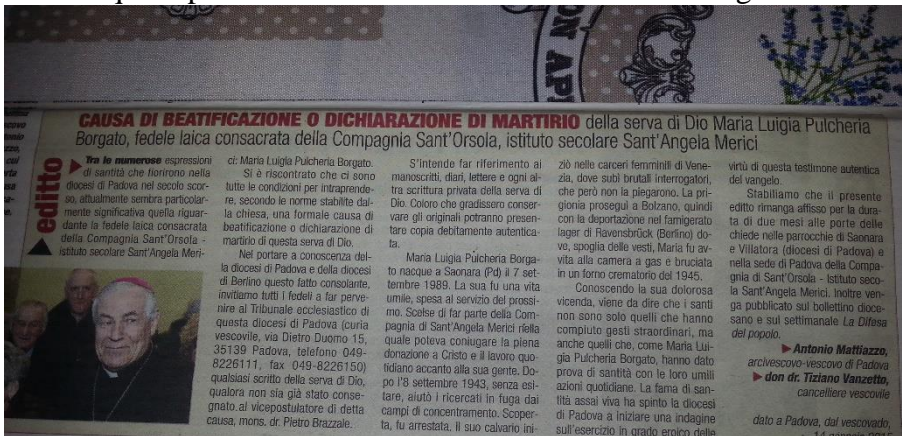 CAUSA DI BEATIFICAZIONE O DICHIARAZIONE DI MARTIRIO della serva di Dio Maria Luigia Pulcheria
Borgato, fedele laica consacrata della Compagnia Sant'Orsola, istituto secolare Sant'Angela Merici
editto
Tra le numerose espressioni
di santità che fiorirono nella
diocesi di Padova nel secolo scor-
so, attualmente sembra particolar-
mente significativa quella riguar-
dante la fedele laica consacrata
della Compagnia Sant'Orsola -
istituto secolare Sant'Angela Meri-
ci: Maria Luigia Pulcheria Borgato.
Si è riscontrato che ci sono
tutte le condizioni per intraprende-
re, secondo le norme stabilite dal-
la chiesa, una formale causa di
beatificazione o dichiarazione di
martirio di questa serva di Dio.
Nel portare a conoscenza del-
la diocesi di Padova e della diocesi
di Berlino questo fatto consolante,
invitiamo tutti i fedeli a far perve-
nire al Tribunale ecclesiastico di
questa diocesi di Padova (curia
vescovile, via Dietro Duomo 15,
35139 Padova, telefono 049-
8226111, fax 049-8226150)
qualsiasi scritto della serva di Dio,
qualora non sia già stato conse-
gnato al vicepostulatore di detta
causa, mons. dr. Pietro Brazzale.
S'intende far riferimento ai
manoscritti, diari, lettere e ogni al-
tra scrittura privata della serva di
Dio. Coloro che gradissero conser-
vare gli originali potranno presen-
tare copia debitamente autentica-
ta.
Maria Luigia Pulcheria Borga-
to nacque a Saonara (Pd) il 7 set-
tembre 1989. La sua fu una vita
umile, spesa al servizio del prossi-
mo. Scelse di far parte della Com-
pagnia di Sant'Angela Merici nella
quale poteva coniugare la piena
donazione a Cristo e il lavoro quo-
tidiano accanto alla sua gente. Do-
po l'8 settembre 1943, senza esi-
tare, aiutò i ricercati in fuga dai
campi di concentramento. Scoper-
ta, fu arrestata. Il suo calvario ini-
ziò nelle carceri femminili di Vene-
zia, dove subì brutali interrogatori,
che però non la piegarono. La pri-
gionia proseguì a Bolzano, quindi
con la deportazione nel famigerato
lager di Ravensbrück (Berlino) do-
ve, spoglia delle vesti, Maria fu av-
vita alla camera a gas e bruciata
in un forno crematorio del 1945.
Conoscendo la sua dolorosa
vicenda, viene da dire che i santi
non sono solo quelli che hanno
compiuto gesti straordinari, ma
anche quelli che, come Maria Lui-
gia Pulcheria Borgato, hanno dato
prova di santità con le loro umili
azioni quotidiane. La fama di san-
tità assai viva ha spinto la diocesi
di Padova a iniziare una indagine
sull'esercizio in grado eroico delle
virtù di questa testimone autentica
del vangelo.
Stabiliamo che il presente
editto rimanga affisso per la dura-
ta di due mesi alle porte delle
chiede nelle parrocchie di Saonara
e Villatora (diocesi di Padova) e
nella sede di Padova della Compa-
gnia di Sant'Orsola - Istituto seco-
la Sant'Angela Merici. Inoltre ven-
ga pubblicato sul bollettino dioce-
sano e sul settimanale La Difesa
del popolo.
Antonio Mattiazzo,
arcivescovo-vescovo di Padova
don dr. Tiziano Vanzetto,
cancelliere vescovile
dato a Padova, dal vescovado,